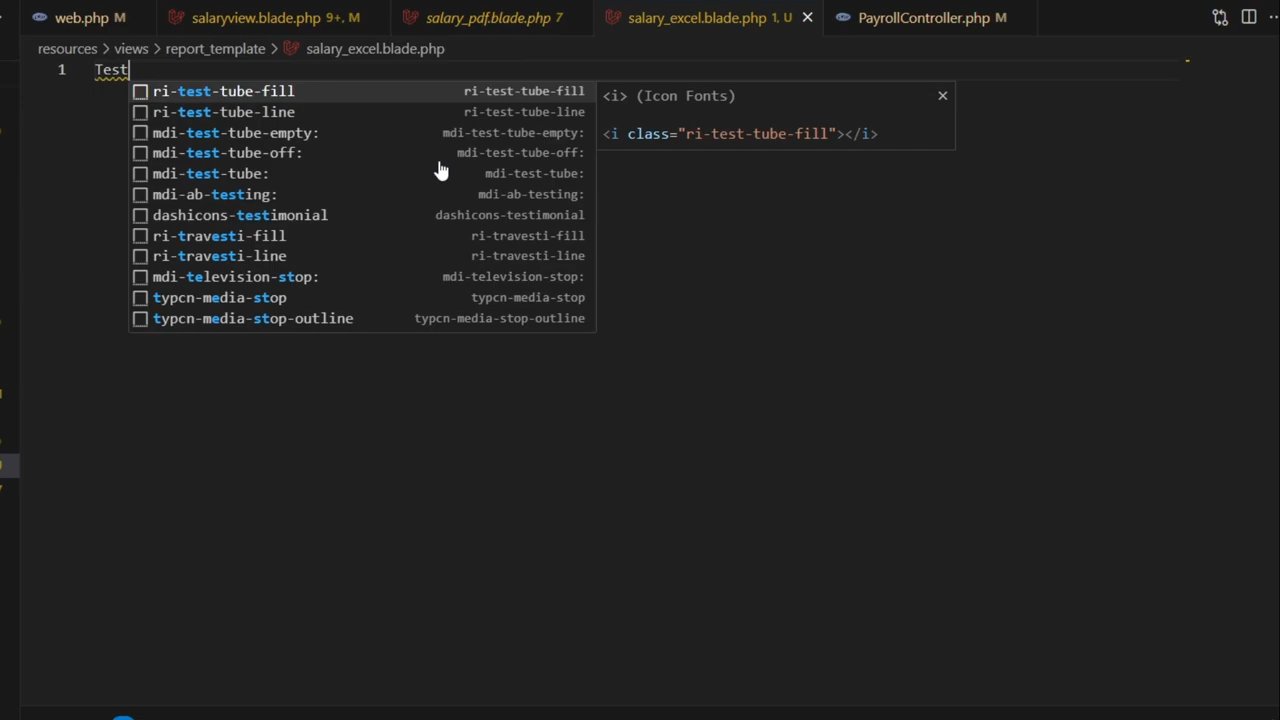 web.php M salaryview.blade.php 9+, M salary_pdf.blade.php 7 salary_excel.blade.php 1, U PayrollController.php M
resources > views > report_template > salary_excel.blade.php
1 Test
ri-test-tube-fill ri-test-tube-fill
ri-test-tube-line ri-test-tube-line
mdi-test-tube-empty: mdi-test-tube-empty:
mdi-test-tube-off: mdi-test-tube-off:
mdi-test-tube: mdi-test-tube:
mdi-ab-testing: mdi-ab-testing:
dashicons-testimonial dashicons-testimonial
ri-travesti-fill ri-travesti-fill
ri-travesti-line ri-travesti-line
mdi-television-stop: mdi-television-stop:
typcn-media-stop typcn-media-stop
typcn-media-stop-outline typcn-media-stop-outline
<i> (Icon Fonts)
<i class="ri-test-tube-fill"></i>